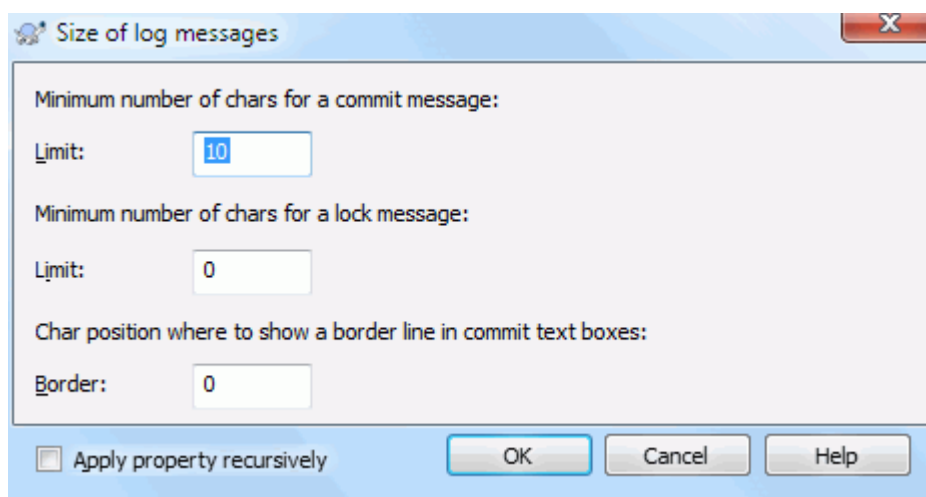 Size of log messages
Minimum number of chars for a commit message:
Limit: 10
Minimum number of chars for a lock message:
Limit: 0
Char position where to show a border line in commit text boxes:
Border: 0
Apply property recursively OK Cancel Help